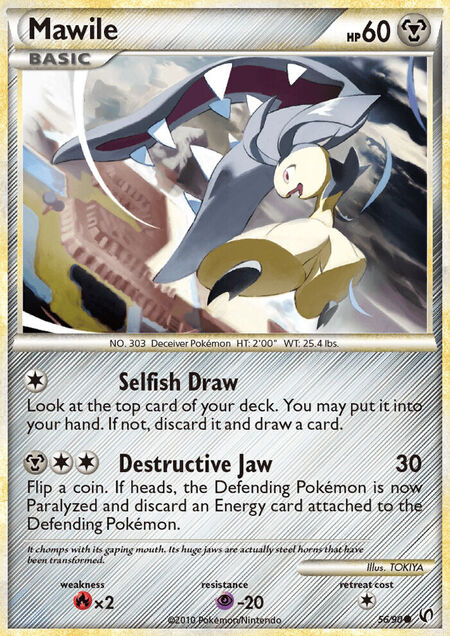 Mawile
HP 60
BASIC
NO. 303 Deceiver Pokémon HT: 2'00" WT: 25.4 lbs.
Selfish Draw
Look at the top card of your deck. You may put it into
your hand. If not, discard it and draw a card.
Destructive Jaw 30
Flip a coin. If heads, the Defending Pokémon is now
Paralyzed and discard an Energy card attached to the
Defending Pokémon.
It chomps with its gaping mouth. Its huge jaws are actually steel horns that have
been transformed.
Illus. TOKIYA
weakness resistance retreat cost
×2 -20
©2010 Pokémon/Nintendo 56/90